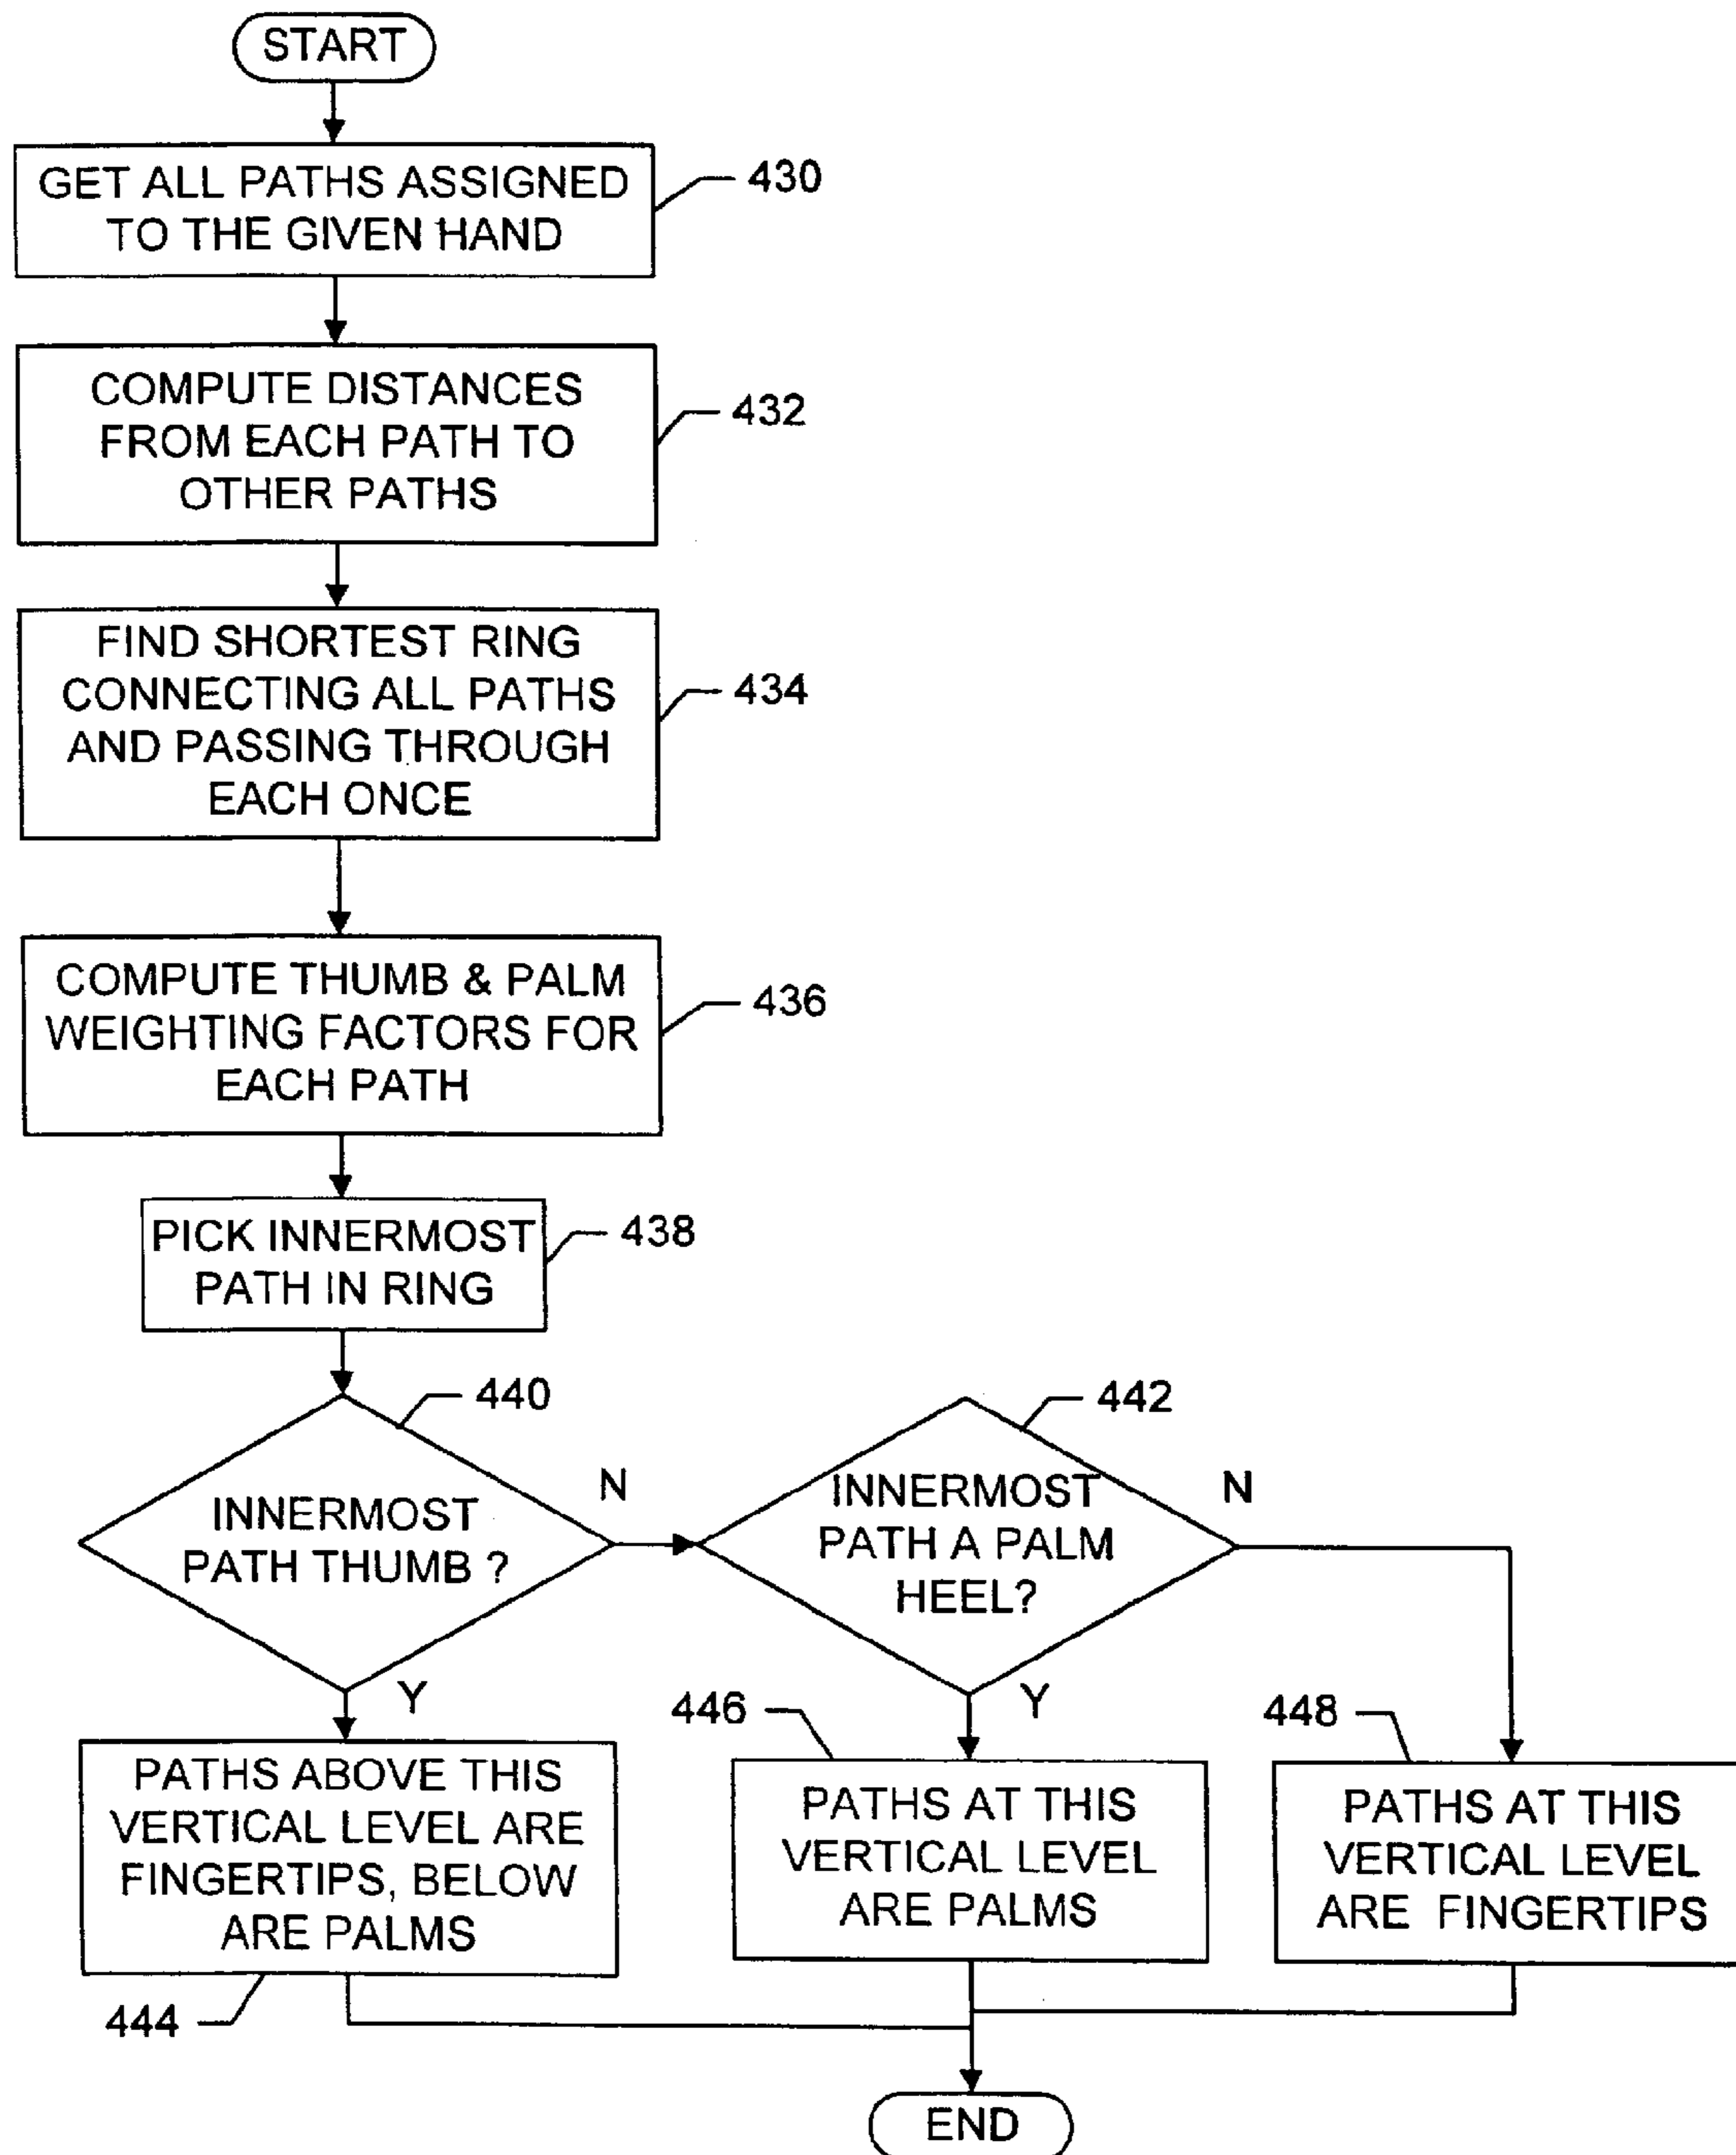 START
GET ALL PATHS ASSIGNED
TO THE GIVEN HAND
430
COMPUTE DISTANCES
FROM EACH PATH TO
OTHER PATHS
432
FIND SHORTEST RING
CONNECTING ALL PATHS
AND PASSING THROUGH
EACH ONCE
434
COMPUTE THUMB & PALM
WEIGHTING FACTORS FOR
EACH PATH
436
PICK INNERMOST
PATH IN RING
438
440
INNERMOST
PATH THUMB ?
N
Y
442
INNERMOST
PATH A PALM
HEEL?
N
Y
PATHS ABOVE THIS
VERTICAL LEVEL ARE
FINGERTIPS, BELOW
ARE PALMS
444
446
PATHS AT THIS
VERTICAL LEVEL
ARE PALMS
448
PATHS AT THIS
VERTICAL LEVEL
ARE FINGERTIPS
END